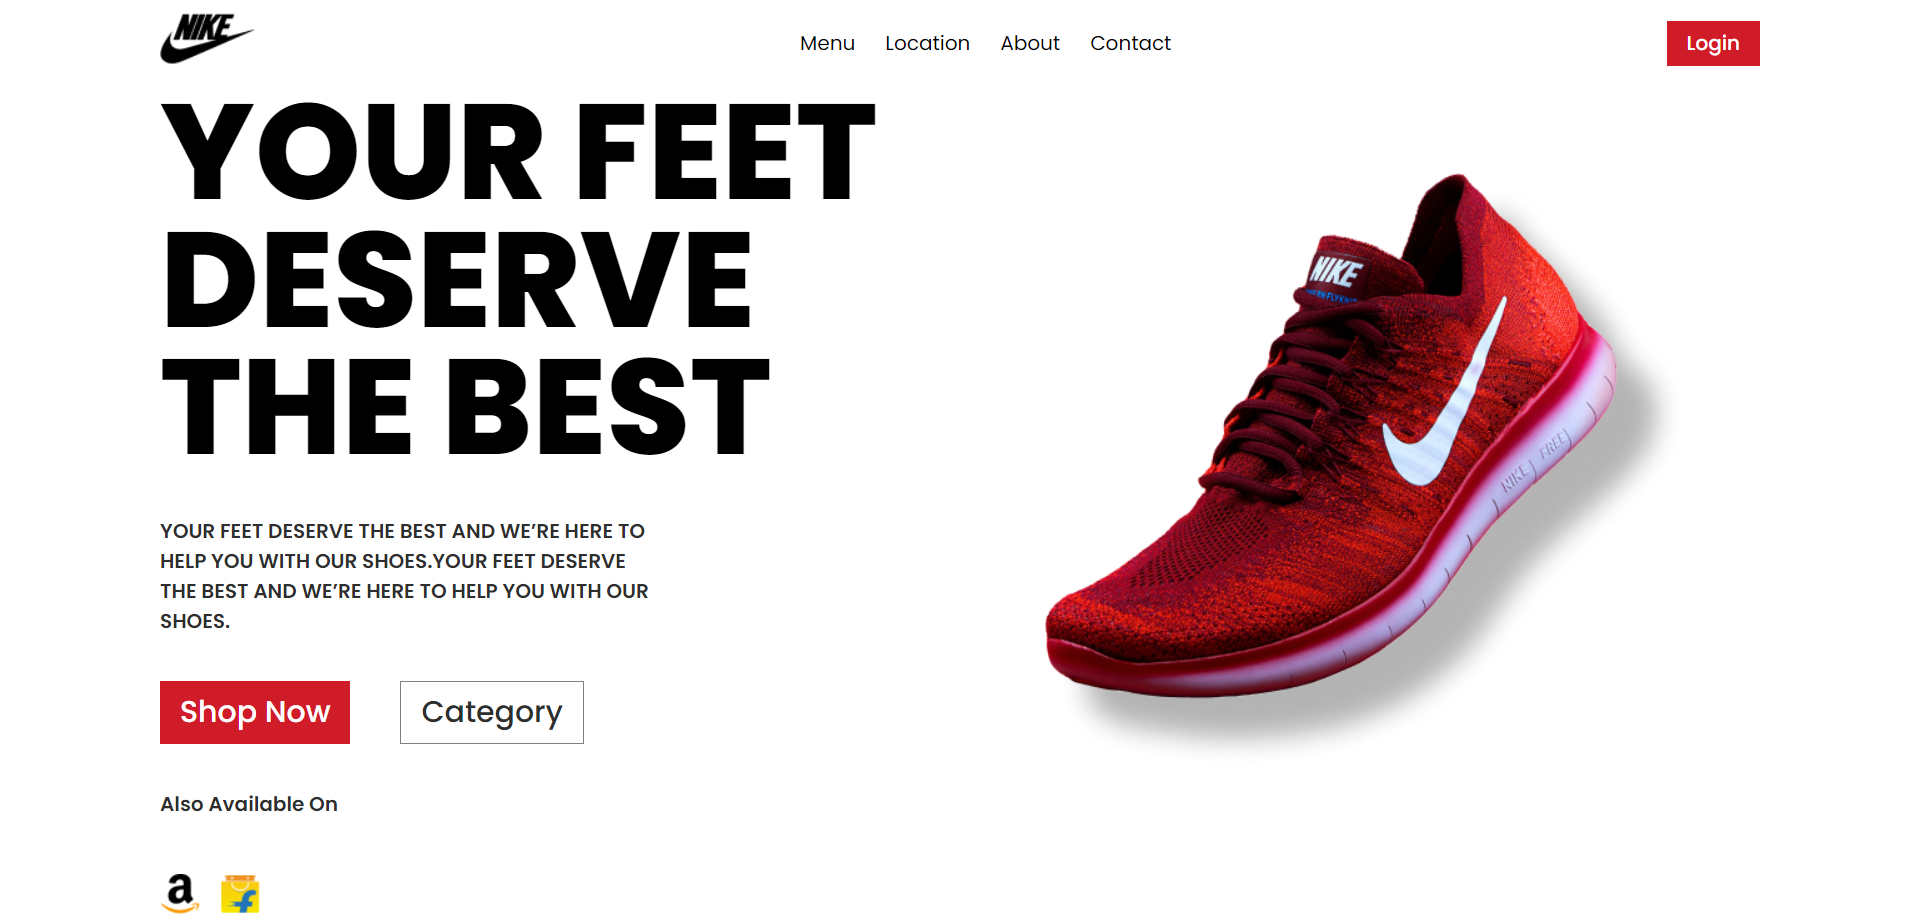 NIKE
Menu
Location
About
Contact
Login
YOUR FEET
DESERVE
THE BEST
NIKE
NIKE FREE
YOUR FEET DESERVE THE BEST AND WE’RE HERE TO
HELP YOU WITH OUR SHOES.YOUR FEET DESERVE
THE BEST AND WE’RE HERE TO HELP YOU WITH OUR
SHOES.
Shop Now
Category
Also Available On
a
f